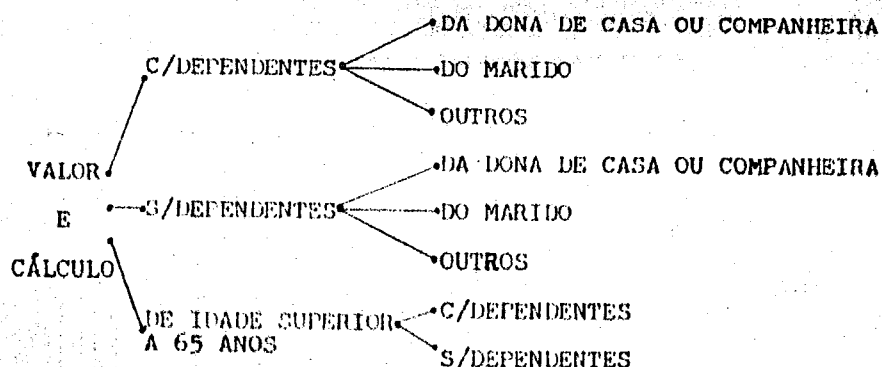 DA DONA DE CASA OU COMPANHEIRA
C/DEPENDENTES
DO MARIDO
OUTROS
VALOR
E
CÁLCULO
DA DONA DE CASA OU COMPANHEIRA
S/DEPENDENTES
DO MARIDO
OUTROS
DE IDADE SUPERIOR
A 65 ANOS
C/DEPENDENTES
S/DEPENDENTES